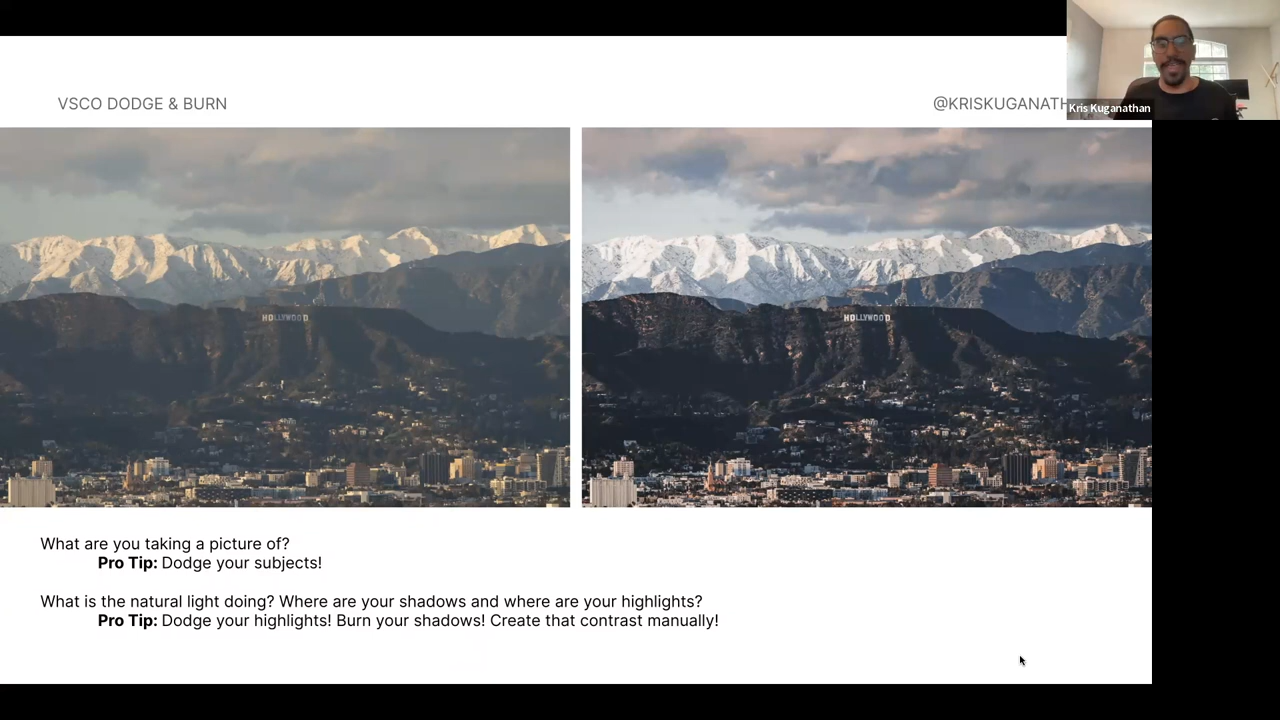 VSCO DODGE & BURN
@KRISKUGANATH
Kris Kuganathan
HOLLYWOOD
HOLLYWOOD
What are you taking a picture of?
Pro Tip: Dodge your subjects!
What is the natural light doing? Where are your shadows and where are your highlights?
Pro Tip: Dodge your highlights! Burn your shadows! Create that contrast manually!